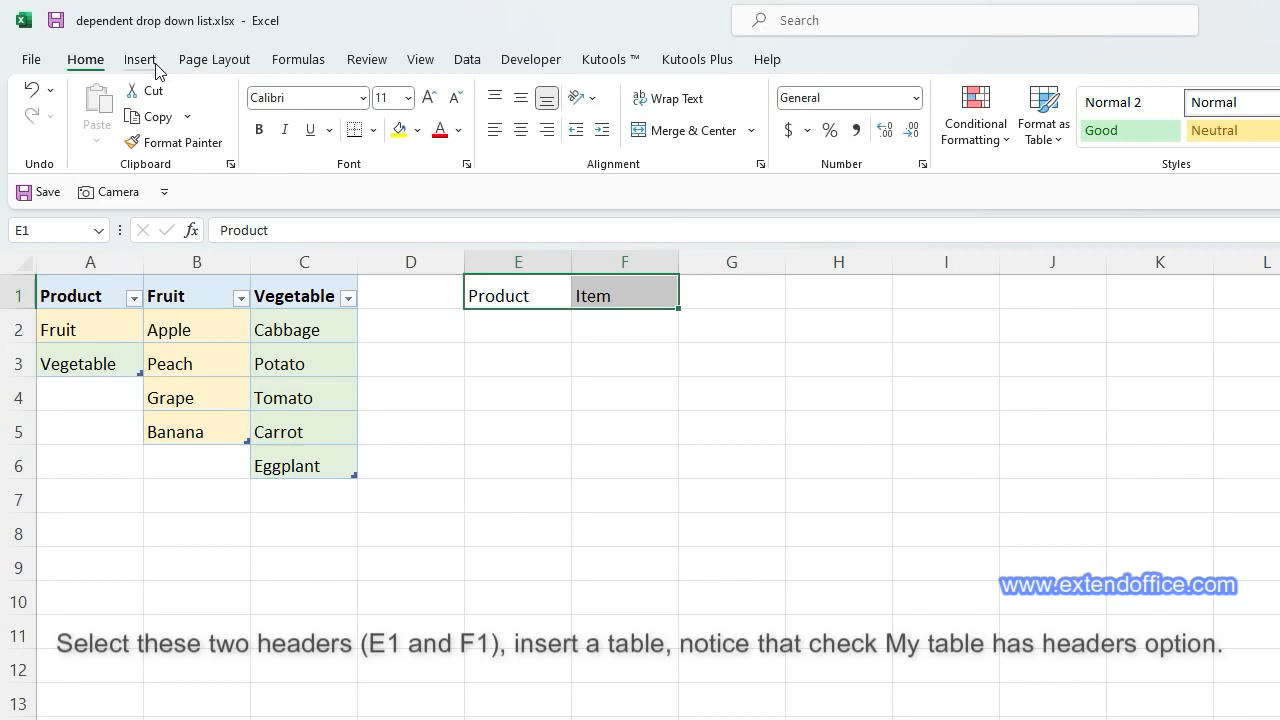 dependent drop down list.xlsx - Excel
Search
File Home Insert Page Layout Formulas Review View Data Developer Kutools ™ Kutools Plus Help
Cut
Copy
Paste
Format Painter
Undo
Clipboard
Calibri
11
A A
B I U A
Font
Wrap Text
Merge & Center
Alignment
General
$ % ,
Number
Conditional
Formatting
Format as
Table
Normal 2
Normal
Good
Neutral
Styles
Save Camera
E1
fx
Product
A B C D E F G H I J K L
1 Product Fruit Vegetable Product Item
2 Fruit Apple Cabbage
3 Vegetable Peach Potato
4 Grape Tomato
5 Banana Carrot
6 Eggplant
7
8
9
www.extendoffice.com
10
11
Select these two headers (E1 and F1), insert a table, notice that check My table has headers option.
12
13